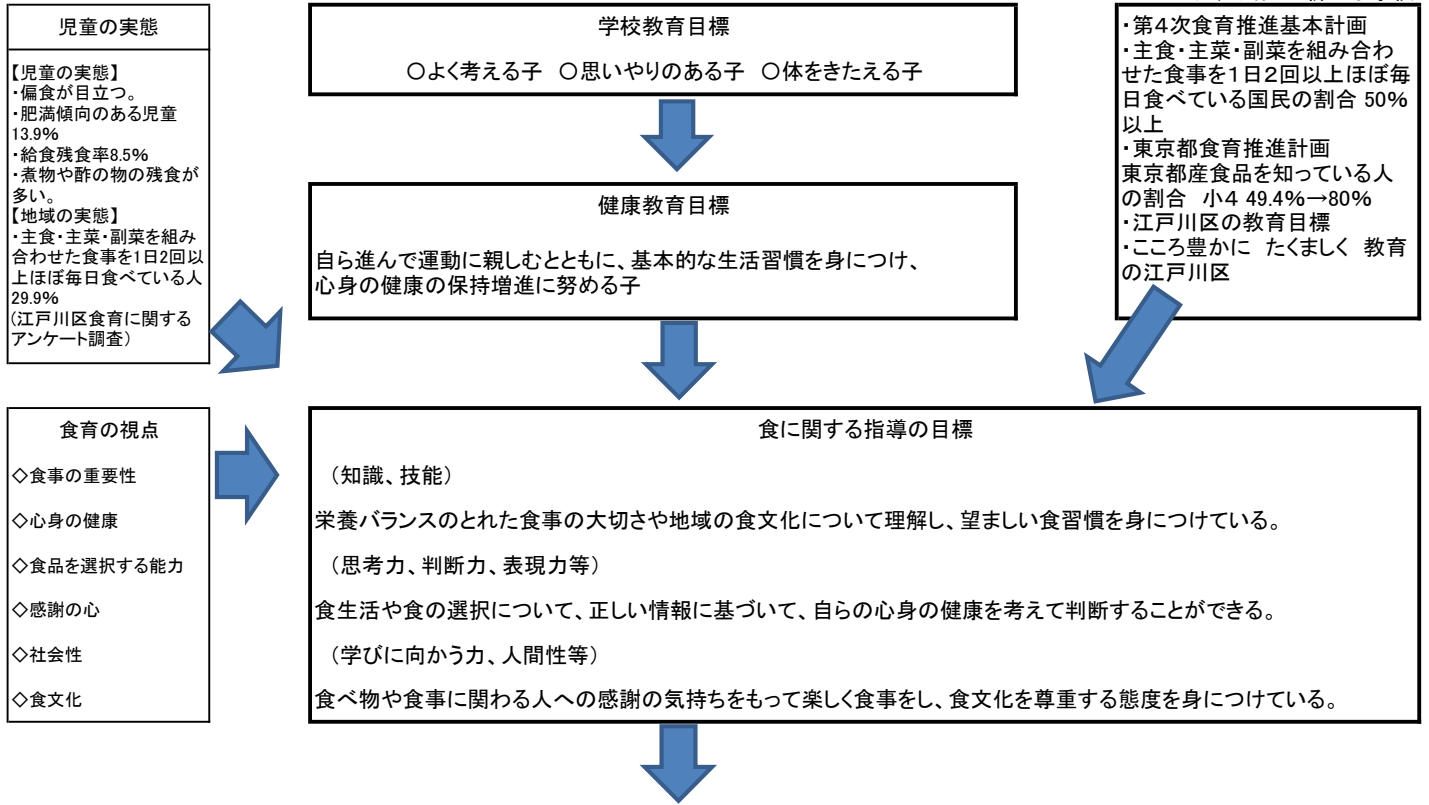 児童の実態
【児童の実態】
・偏食が目立つ。
・肥満傾向のある児童
13.9%
・給食残食率8.5%
・煮物や酢の物の残食が
多い。
【地域の実態】
・主食・主菜・副菜を組み
合わせた食事を1日2回以
上ほぼ毎日食べている人
29.9%
(江戸川区食育に関する
アンケート調査)
学校教育目標
○よく考える子 ○思いやりのある子 ○体をきたえる子
・第4次食育推進基本計画
・主食・主菜・副菜を組み合わ
せた食事を1日2回以上ほぼ毎
日食べている国民の割合 50%
以上
・東京都食育推進計画
東京都産食品を知っている人
の割合 小4 49.4%→80%
・江戸川区の教育目標
・こころ豊かに たくましく 教育
の江戸川区
健康教育目標
自ら進んで運動に親しむとともに、基本的な生活習慣を身につけ、
心身の健康の保持増進に努める子
食育の視点
◇食事の重要性
◇心身の健康
◇食品を選択する能力
◇感謝の心
◇社会性
◇食文化
食に関する指導の目標
(知識、技能)
栄養バランスのとれた食事の大切さや地域の食文化について理解し、望ましい食習慣を身につけている。
(思考力、判断力、表現力等)
食生活や食の選択について、正しい情報に基づいて、自らの心身の健康を考えて判断することができる。
(学びに向かう力、人間性等)
食べ物や食事に関わる人への感謝の気持ちをもって楽しく食事をし、食文化を尊重する態度を身につけている。